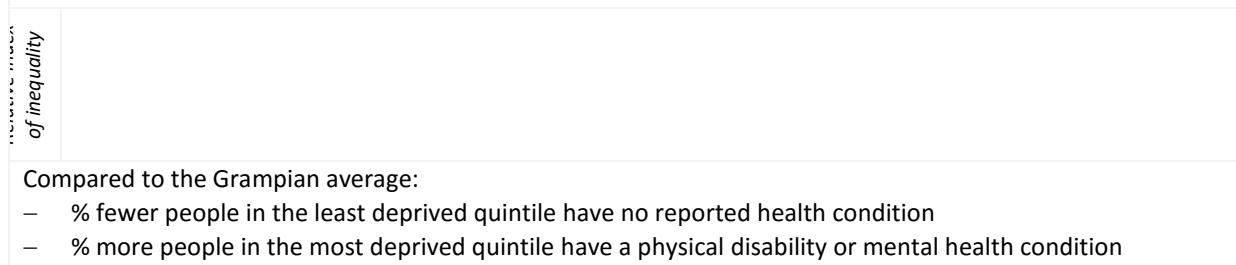 of inequality
Compared to the Grampian average:
– % fewer people in the least deprived quintile have no reported health condition
– % more people in the most deprived quintile have a physical disability or mental health condition